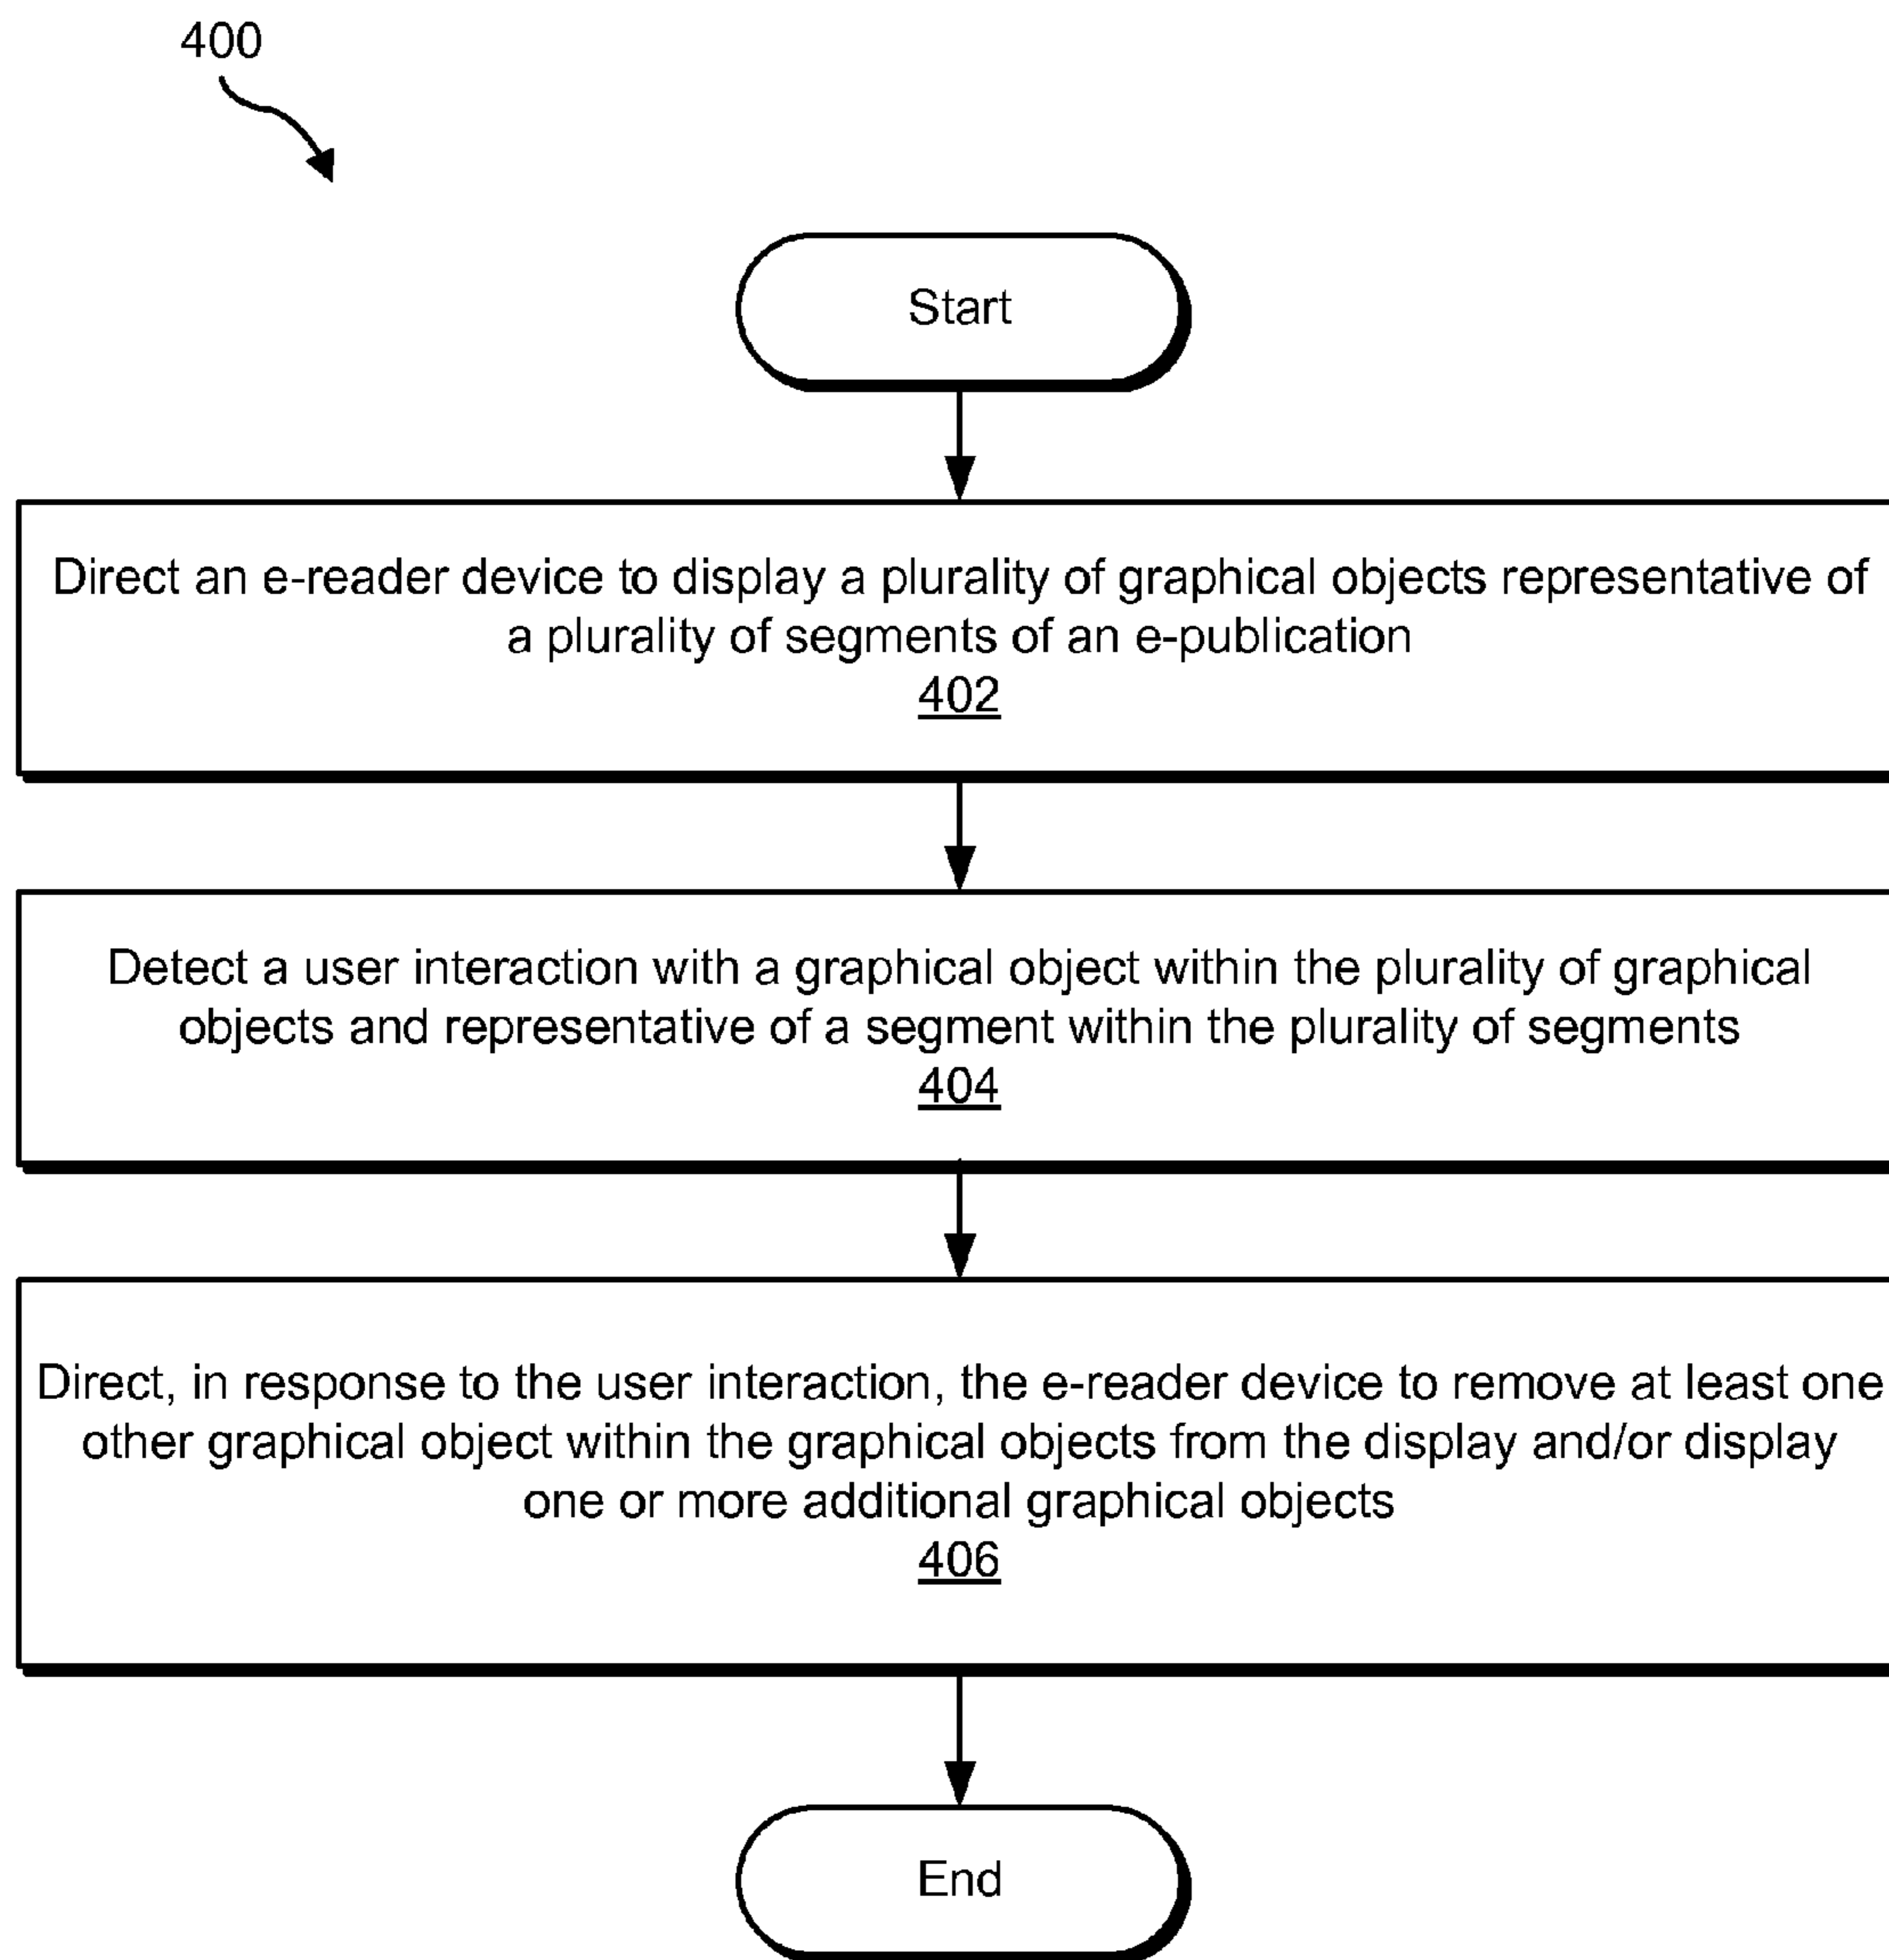 400
Start
Direct an e-reader device to display a plurality of graphical objects representative of
a plurality of segments of an e-publication
402
Detect a user interaction with a graphical object within the plurality of graphical
objects and representative of a segment within the plurality of segments
404
Direct, in response to the user interaction, the e-reader device to remove at least one
other graphical object within the graphical objects from the display and/or display
one or more additional graphical objects
406
End